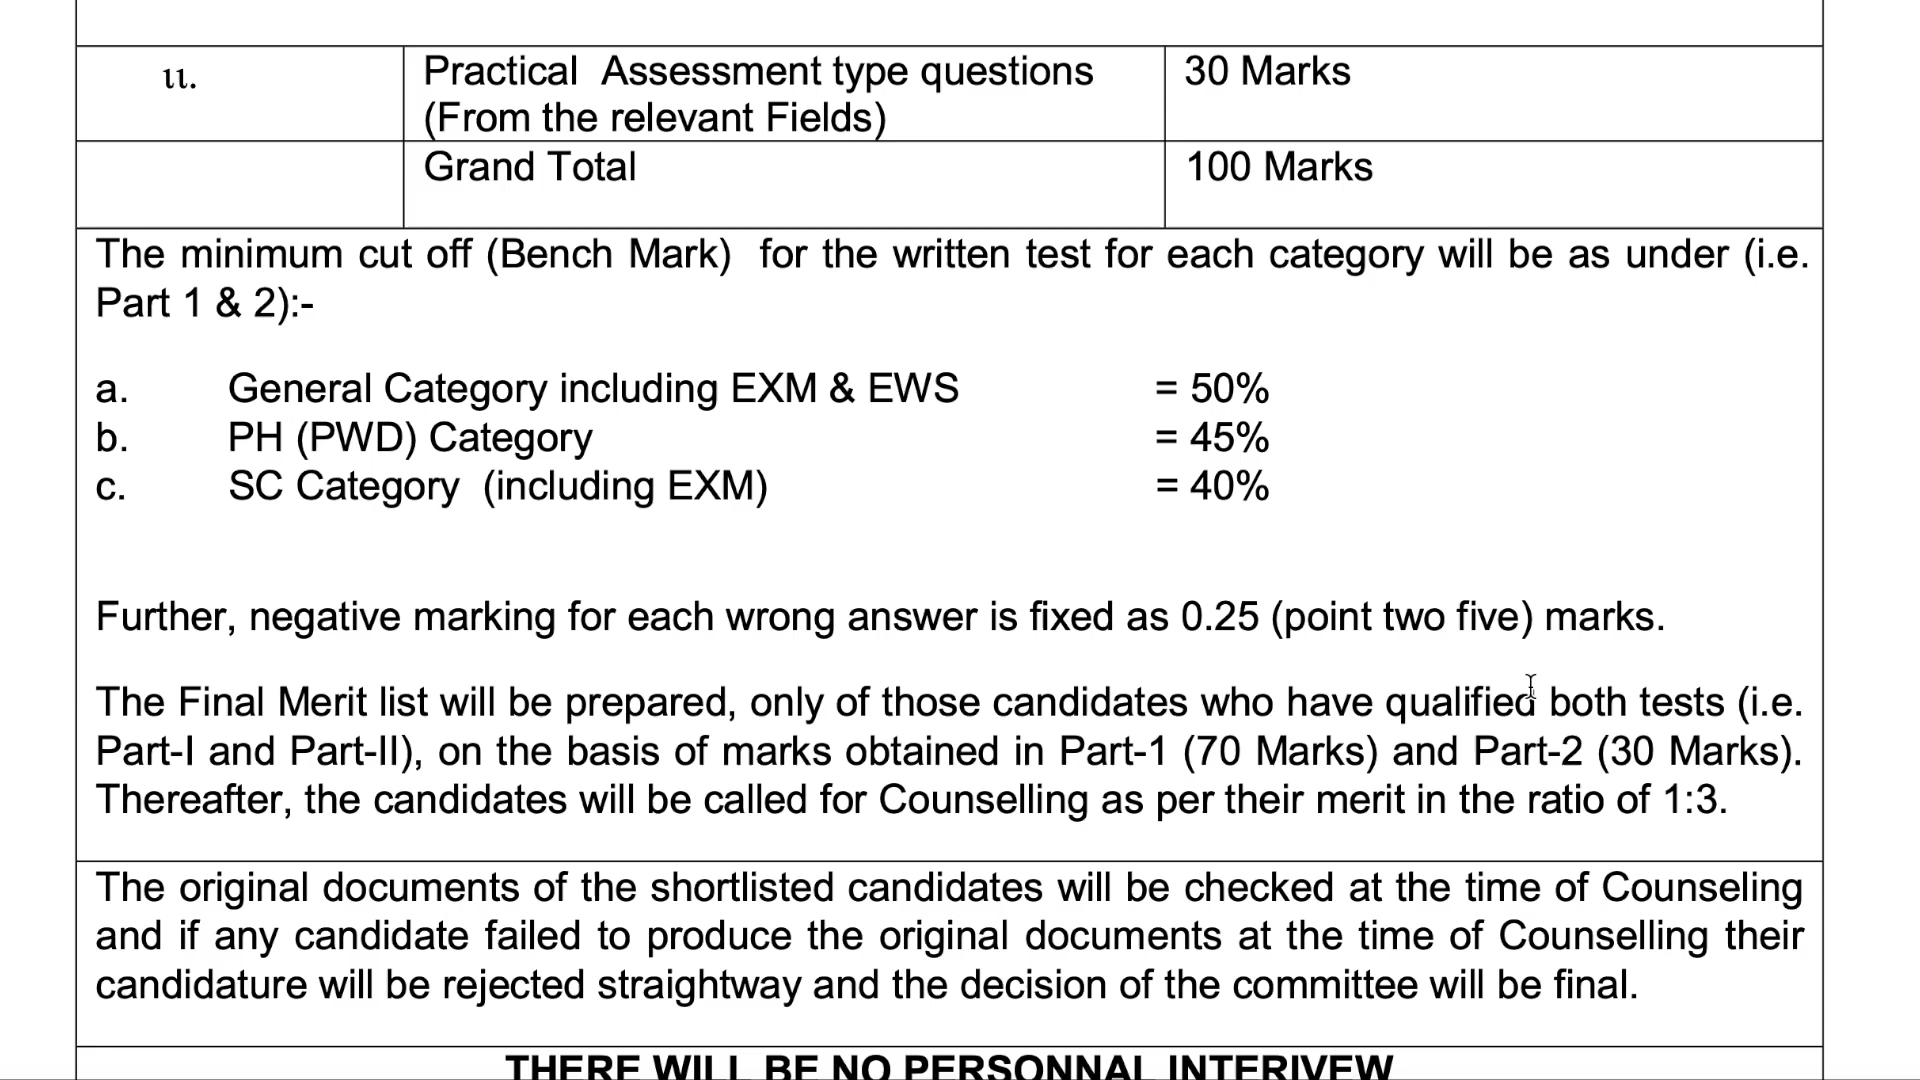 ii.
Practical Assessment type questions
(From the relevant Fields)
30 Marks
Grand Total
100 Marks
The minimum cut off (Bench Mark) for the written test for each category will be as under (i.e.
Part 1 & 2):-
a. General Category including EXM & EWS = 50%
b. PH (PWD) Category = 45%
c. SC Category (including EXM) = 40%
Further, negative marking for each wrong answer is fixed as 0.25 (point two five) marks.
The Final Merit list will be prepared, only of those candidates who have qualified both tests (i.e.
Part-I and Part-II), on the basis of marks obtained in Part-1 (70 Marks) and Part-2 (30 Marks).
Thereafter, the candidates will be called for Counselling as per their merit in the ratio of 1:3.
The original documents of the shortlisted candidates will be checked at the time of Counseling
and if any candidate failed to produce the original documents at the time of Counselling their
candidature will be rejected straightway and the decision of the committee will be final.
THERE WILL BE NO PERSONNAL INTERIVEW